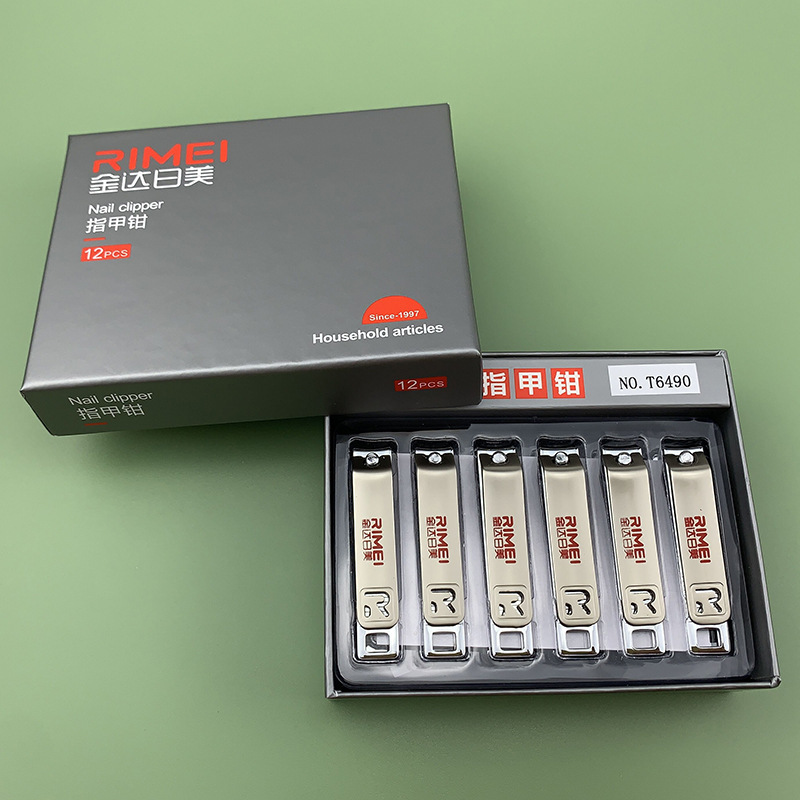 RIMEI
金达日美
Nail clipper
指甲钳
12PCS
Since-1997
Household articles
Nail clipper
指甲钳
12PCS
指甲钳
NO. T6490
RIMEI
金达日美
RIMEI
金达日美
RIMEI
金达日美
RIMEI
金达日美
RIMEI
金达日美
RIMEI
金达日美